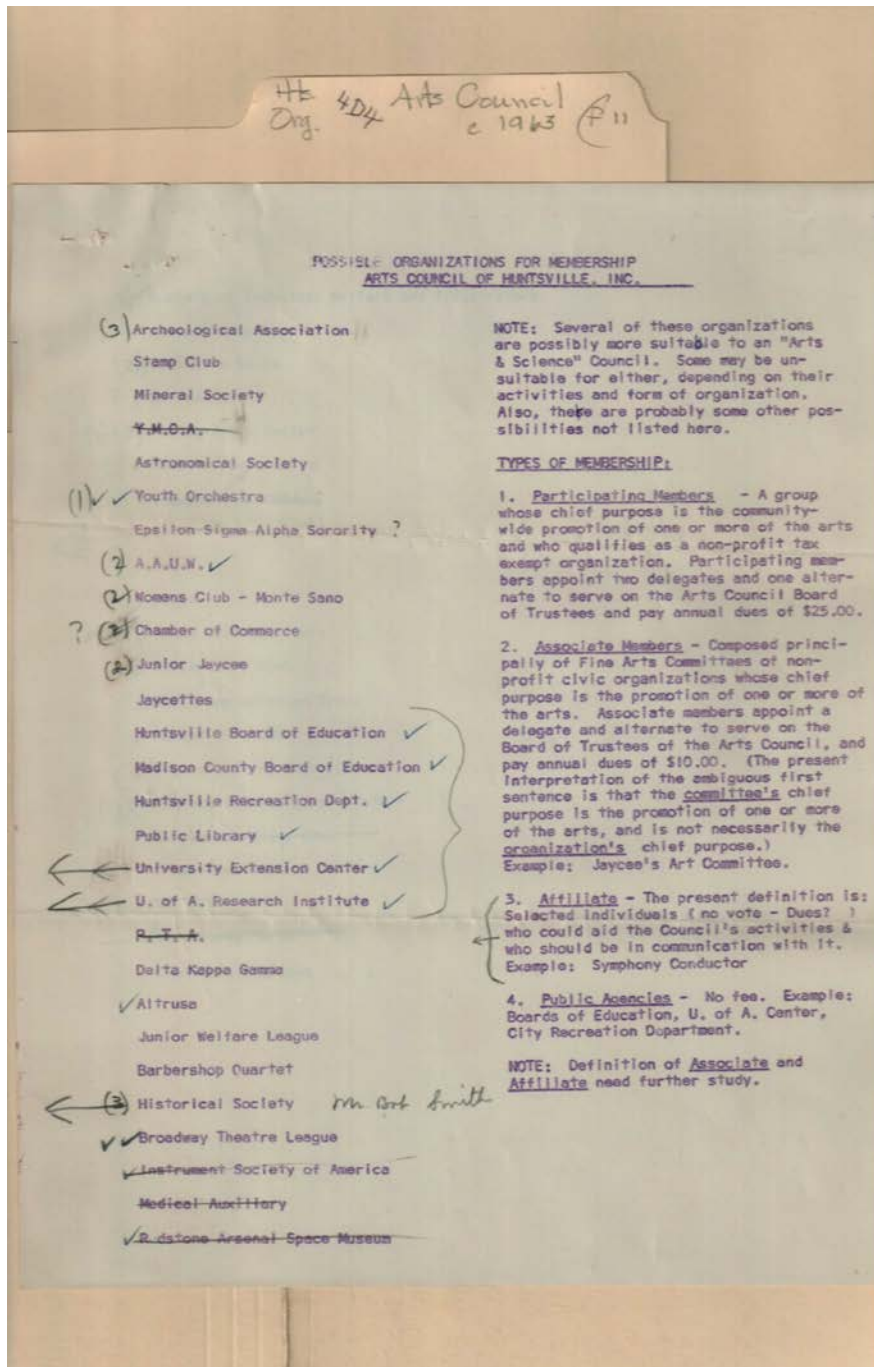 Hts Org. 4D4 Arts Council
c 1963 P 11
POSSIBLE ORGANIZATIONS FOR MEMBERSHIP
ARTS COUNCIL OF HUNTSVILLE, INC.
(3) Archeological Association
Stamp Club
Mineral Society
Y.M.C.A.
Astronomical Society
(1) ✓✓ Youth Orchestra
Epsilon Sigma Alpha Sorority ?
(2) A.A.U.W. ✓
(2) Womens Club - Monte Sano
? (2) Chamber of Commerce
(2) Junior Jaycee
Jaycettes
Huntsville Board of Education ✓
Madison County Board of Education ✓
Huntsville Recreation Dept. ✓
Public Library ✓
← University Extension Center ✓
← U. of A. Research Institute ✓
P. T. A.
Delta Kappa Gamma
✓ Altrusa
Junior Welfare League
Barbershop Quartet
← (3) Historical Society Mr Bob Smith
✓✓ Broadway Theatre League
✓ Instrument Society of America
Medical Auxiliary
✓ R dstone Arsenal Space Museum
NOTE: Several of these organizations
are possibly more suitable to an "Arts
& Science" Council. Some may be un-
suitable for either, depending on their
activities and form of organization.
Also, there are probably some other pos-
sibilities not listed here.
TYPES OF MEMBERSHIP:
1. Participating Members - A group
whose chief purpose is the community-
wide promotion of one or more of the arts
and who qualifies as a non-profit tax
exempt organization. Participating mem-
bers appoint two delegates and one alter-
nate to serve on the Arts Council Board
of Trustees and pay annual dues of $25.00.
2. Associate Members - Composed princi-
pally of Fine Arts Committees of non-
profit civic organizations whose chief
purpose is the promotion of one or more of
the arts. Associate members appoint a
delegate and alternate to serve on the
Board of Trustees of the Arts Council, and
pay annual dues of $10.00. (The present
interpretation of the ambiguous first
sentence is that the committee's chief
purpose is the promotion of one or more
of the arts, and is not necessarily the
organization's chief purpose.)
Example: Jaycee's Art Committee.
3. Affiliate - The present definition is:
Selected individuals ( no vote - Dues? )
who could aid the Council's activities &
who should be in communication with it.
Example: Symphony Conductor
4. Public Agencies - No fee. Example:
Boards of Education, U. of A. Center,
City Recreation Department.
NOTE: Definition of Associate and
Affiliate need further study.